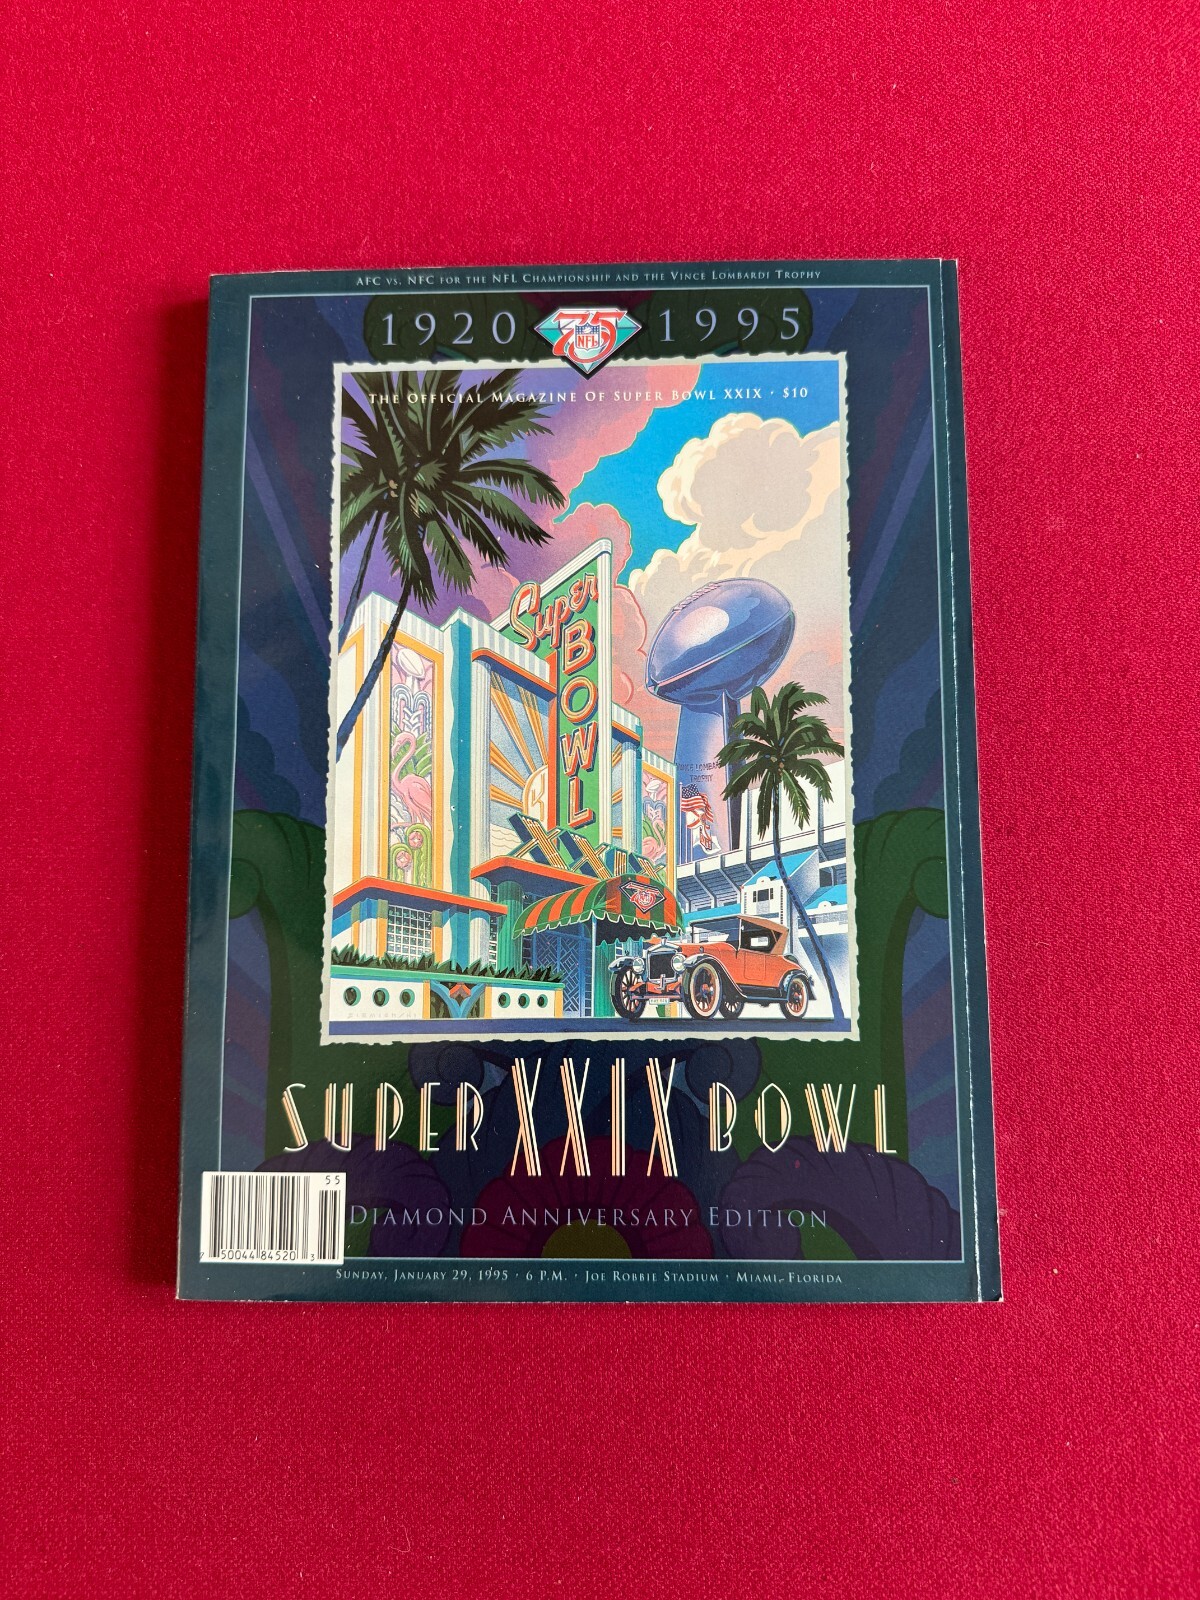 AFC vs. NFC for the NFL Championship and the Vince Lombardi Trophy
1920 75 NFL 1995
The Official Magazine Of Super Bowl XXIX · $10
Super
BOWL
XXIX
Vince Lombardi
Trophy
75
SUPER XXIX BOWL
Diamond Anniversary Edition
55
7 50044 84520 3
Sunday, January 29, 1995 · 6 P.M. · Joe Robbie Stadium · Miami, Florida